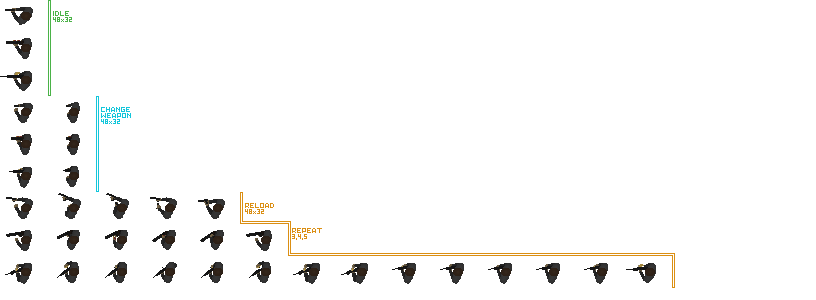 IDLE
48x32
CHANGE
WEAPON
48x32
RELOAD
48x32
REPEAT
3,4,5